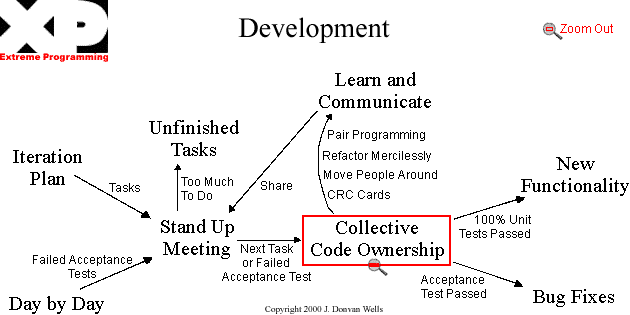 XP
Extreme Programming
Development
Zoom Out
Learn and
Communicate
Unfinished
Tasks
Pair Programming
Refactor Mercilessly
Move People Around
CRC Cards
Iteration
Plan
Tasks
Too Much
To Do
Share
New
Functionality
Stand Up
Meeting
Next Task
or Failed
Acceptance Test
Collective
Code Ownership
100% Unit
Tests Passed
Failed Acceptance
Tests
Acceptance
Test Passed
Day by Day
Bug Fixes
Copyright 2000 J. Donvan Wells